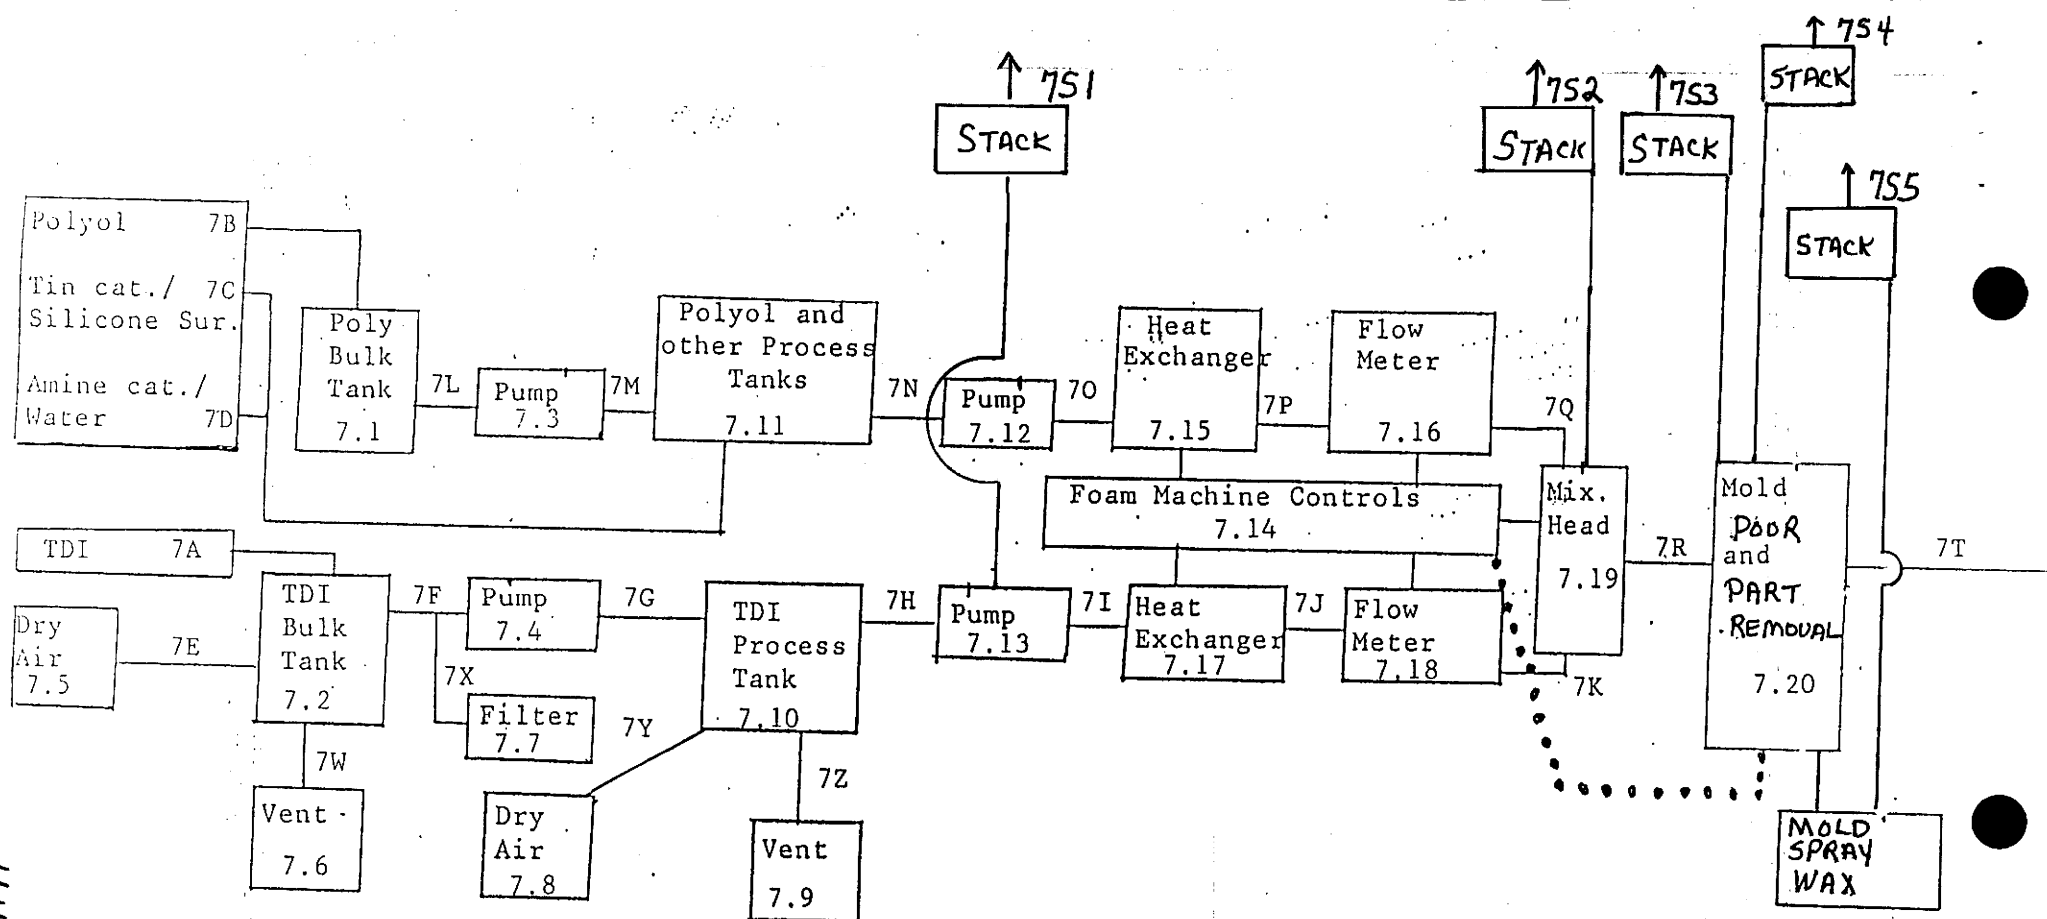 7S4
STACK
7S1
STACK
7S2
STACK
7S3
STACK
7S5
STACK
Polyol 7B
Tin cat./ 7C
Silicone Sur.
Amine cat./
Water 7D
Poly
Bulk
Tank
7.1
7L
Pump
7.3
7M
Polyol and
other Process
Tanks
7.11
7N
Pump
7.12
7O
Heat
Exchanger
7.15
7P
Flow
Meter
7.16
7Q
Foam Machine Controls
7.14
Mix.
Head
7.19
7R
Mold
POUR
and
PART
REMOVAL
7.20
7T
TDI 7A
Dry
Air
7.5
7E
TDI
Bulk
Tank
7.2
7F
Pump
7.4
7G
7X
Filter
7.7
7Y
TDI
Process
Tank
7.10
7H
Pump
7.13
7I
Heat
Exchanger
7.17
7J
Flow
Meter
7.18
7K
7W
Vent
7.6
Dry
Air
7.8
7Z
Vent
7.9
MOLD
SPRAY
WAX